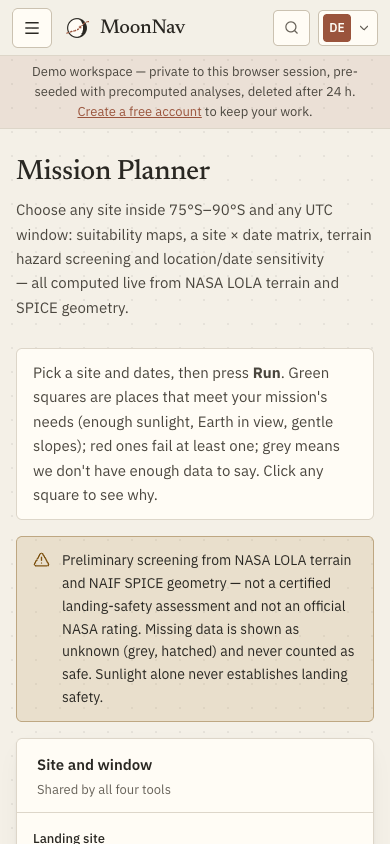 MoonNav
DE
Demo workspace — private to this browser session, pre-
seeded with precomputed analyses, deleted after 24 h.
Create a free account to keep your work.
Mission Planner
Choose any site inside 75°S–90°S and any UTC
window: suitability maps, a site × date matrix, terrain
hazard screening and location/date sensitivity
— all computed live from NASA LOLA terrain and
SPICE geometry.
Pick a site and dates, then press Run. Green
squares are places that meet your mission's
needs (enough sunlight, Earth in view, gentle
slopes); red ones fail at least one; grey means
we don't have enough data to say. Click any
square to see why.
Preliminary screening from NASA LOLA terrain
and NAIF SPICE geometry — not a certified
landing-safety assessment and not an official
NASA rating. Missing data is shown as
unknown (grey, hatched) and never counted as
safe. Sunlight alone never establishes landing
safety.
Site and window
Shared by all four tools
Landing site